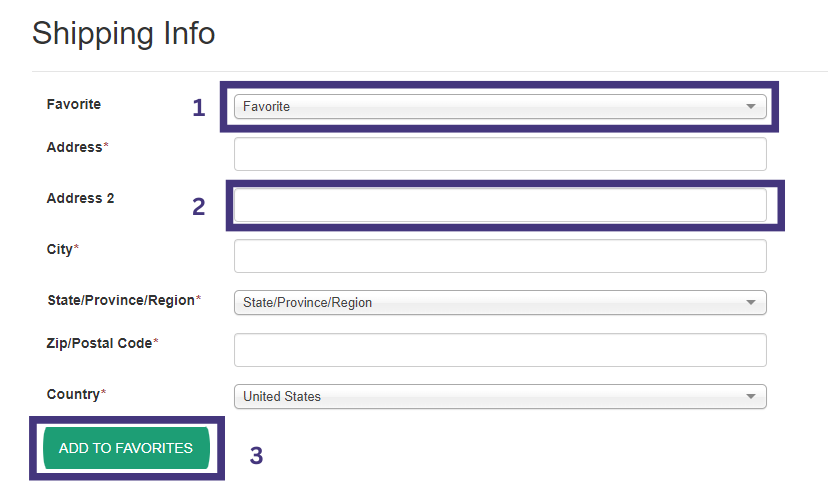 Shipping Info
Favorite
1
Favorite
Address*
Address 2
2
City*
State/Province/Region*
State/Province/Region
Zip/Postal Code*
Country*
United States
ADD TO FAVORITES
3